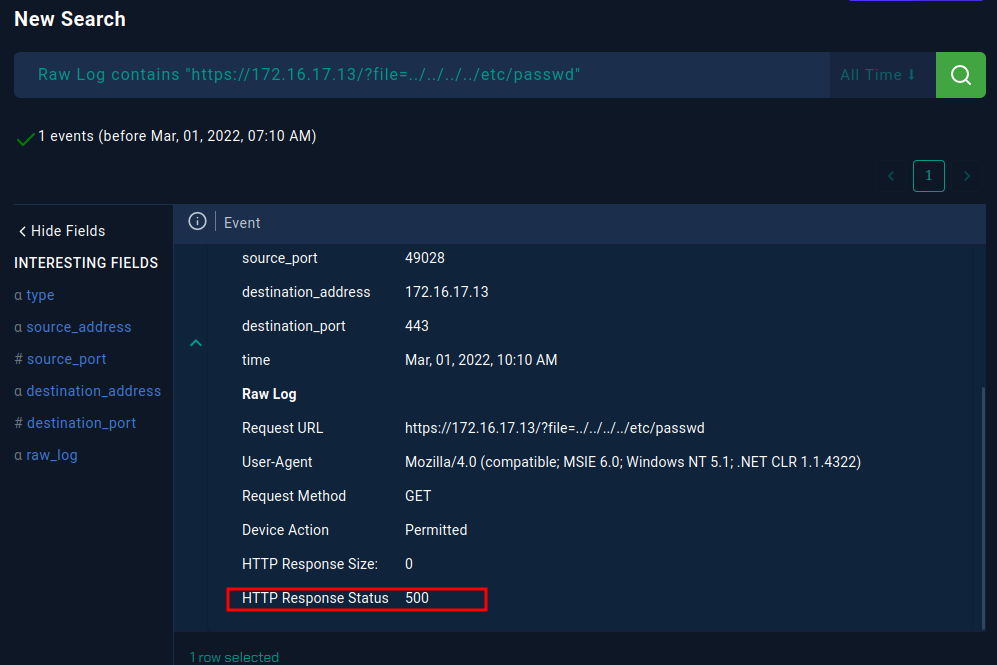 New Search
Raw Log contains "https://172.16.17.13/?file=../../../../etc/passwd"
All Time
1 events (before Mar, 01, 2022, 07:10 AM)
1
Hide Fields
INTERESTING FIELDS
α type
α source_address
# source_port
α destination_address
# destination_port
α raw_log
Event
source_port 49028
destination_address 172.16.17.13
destination_port 443
time Mar, 01, 2022, 10:10 AM
Raw Log
Request URL https://172.16.17.13/?file=../../../../etc/passwd
User-Agent Mozilla/4.0 (compatible; MSIE 6.0; Windows NT 5.1; .NET CLR 1.1.4322)
Request Method GET
Device Action Permitted
HTTP Response Size: 0
HTTP Response Status 500
1 row selected